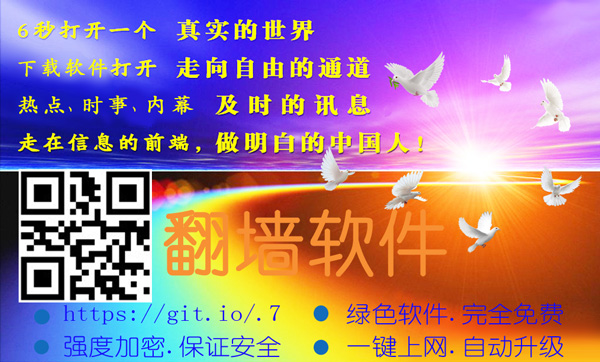 6秒打开一个 真实的世界
下载软件打开 走向自由的通道
热点、时事、内幕 及时的讯息
走在信息的前端，做明白的中国人！
翻墙软件
https://git.io/.7
绿色软件.完全免费
强度加密.保证安全
一键上网.自动升级